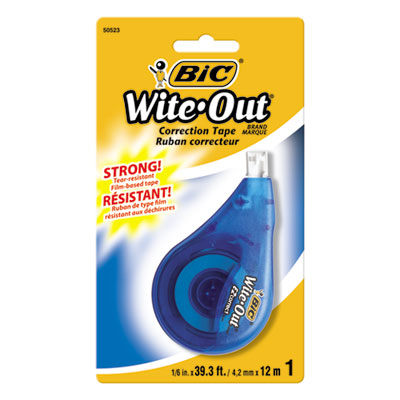 50523
BIC®
Wite•Out®
BRAND
MARQUE
Correction Tape
Ruban correcteur
STRONG!
Tear-resistant
Film-based tape
RÉSISTANT!
Ruban de type film
résistant aux déchirures
BIC
Wite•Out
EZcorrect
1/6 in. x 39.3 ft. / 4,2 mm x 12 m 1